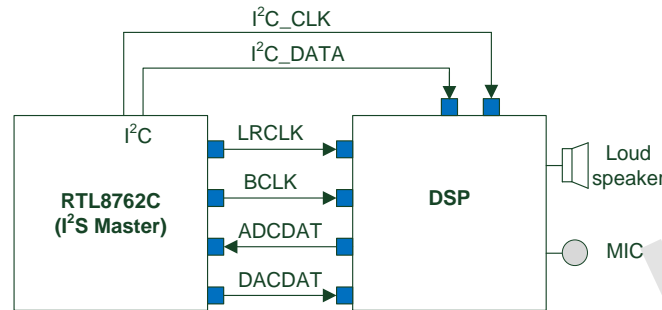 I²C_CLK
I²C_DATA
I²C
LRCLK
BCLK
ADCDAT
DACDAT
RTL8762C
(I²S Master)
DSP
Loud
speaker
MIC